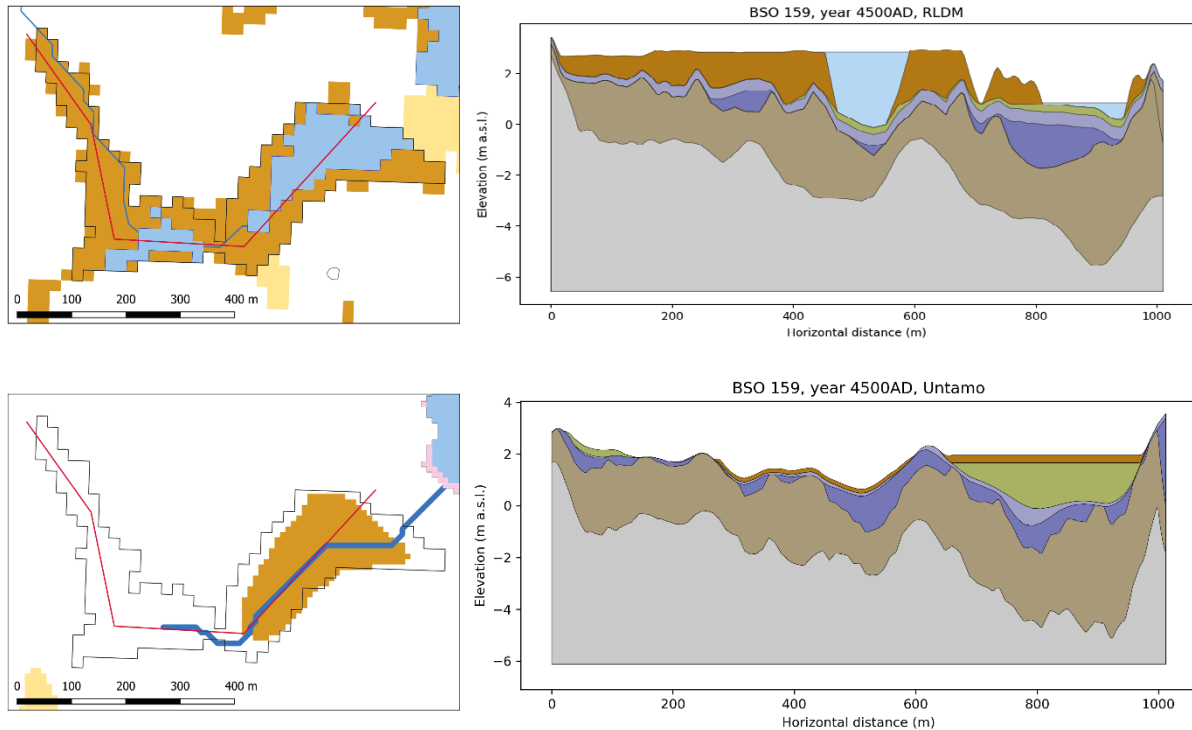 BSO 159, year 4500AD, RLDM
0 100 200 300 400 m
2
0
−2
−4
−6
Elevation (m a.s.l.)
0 200 400 600 800 1000
Horizontal distance (m)
BSO 159, year 4500AD, Untamo
0 100 200 300 400 m
4
2
0
−2
−4
−6
Elevation (m a.s.l.)
0 200 400 600 800 1000
Horizontal distance (m)